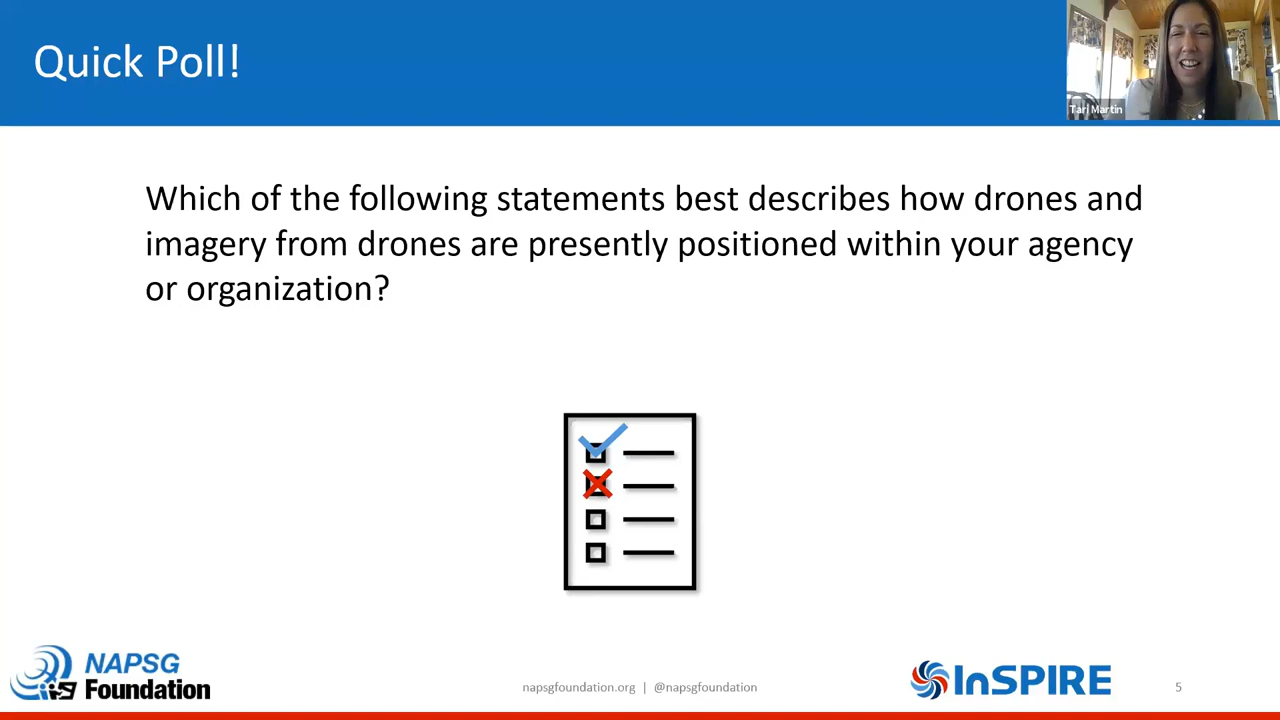 Quick Poll!
Tari Martin
Which of the following statements best describes how drones and
imagery from drones are presently positioned within your agency
or organization?
NAPSG
Foundation
napsgfoundation.org | @napsgfoundation
InSPIRE
5